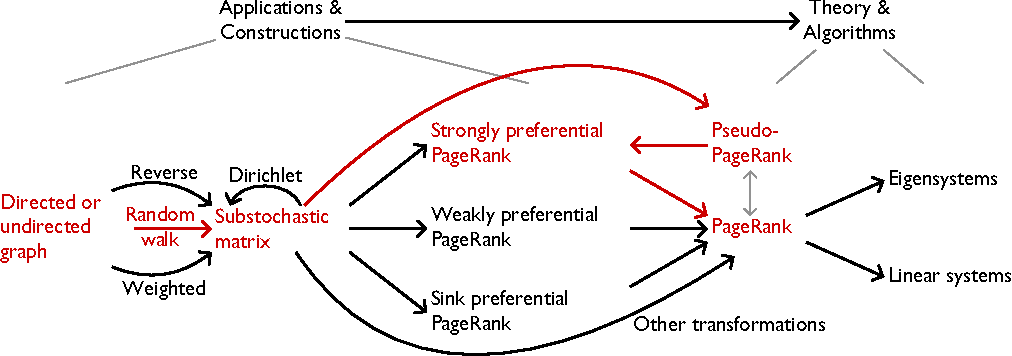 Applications &
Constructions
Theory &
Algorithms
Strongly preferential
PageRank
Pseudo-
PageRank
Reverse
Dirichlet
Directed or
undirected
graph
Random
walk
Substochastic
matrix
Weakly preferential
PageRank
PageRank
Eigensystems
Weighted
Sink preferential
PageRank
Linear systems
Other transformations